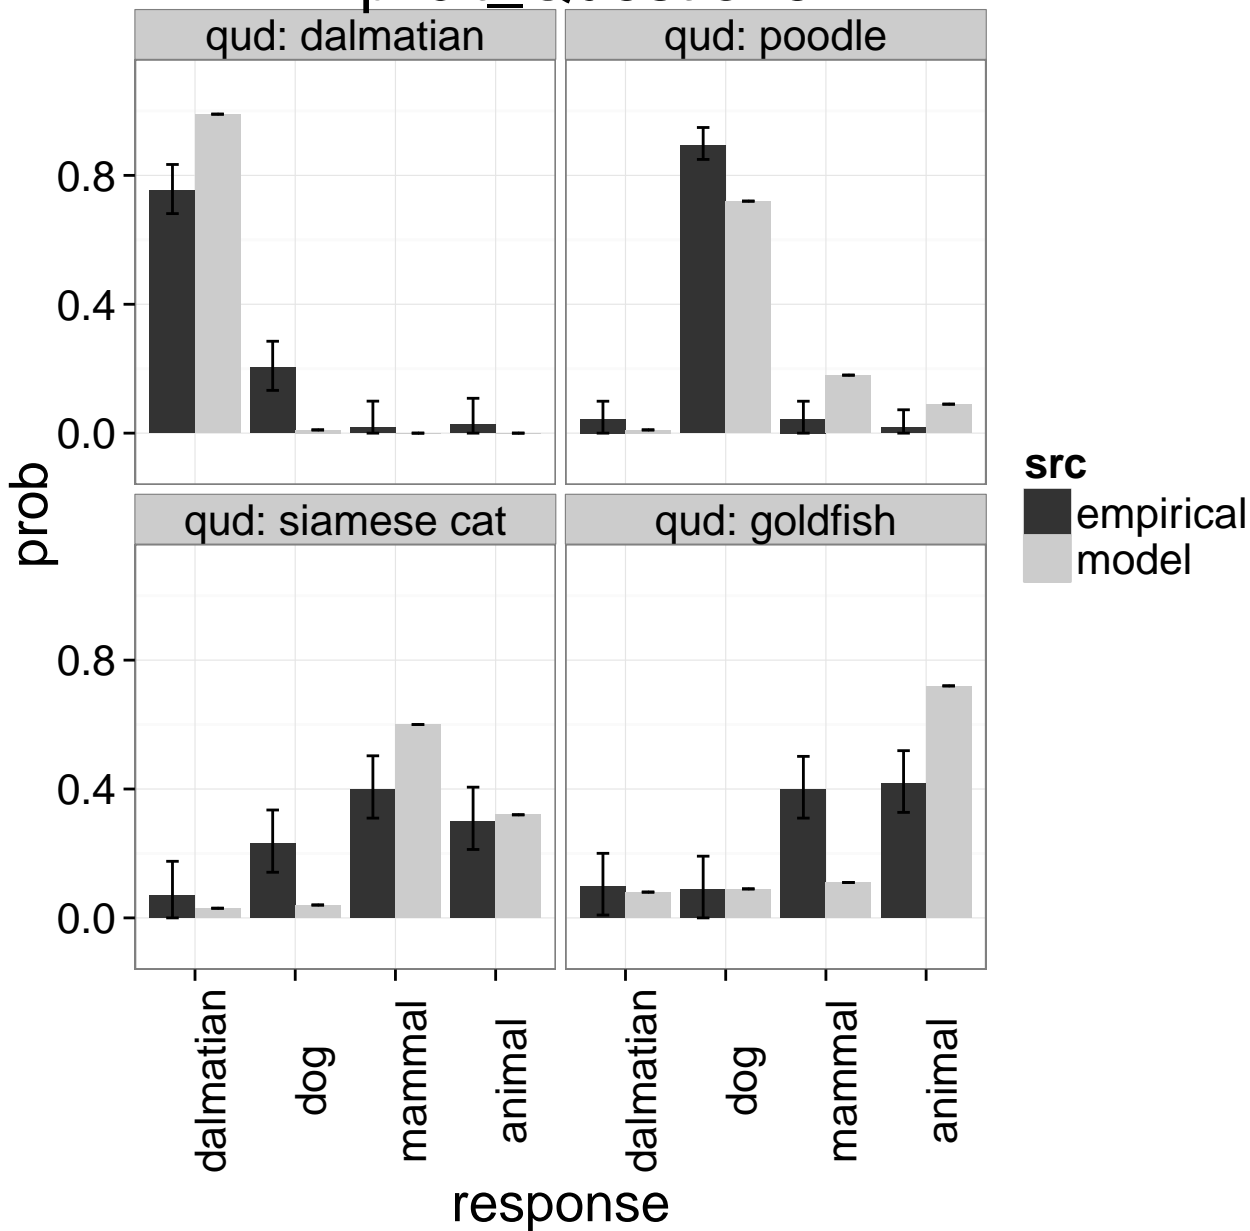 qud: dalmatian
qud: poodle
0.8
0.4
0.0
qud: siamese cat
qud: goldfish
0.8
0.4
0.0
prob
src
empirical
model
dalmatian
dog
mammal
animal
dalmatian
dog
mammal
animal
response